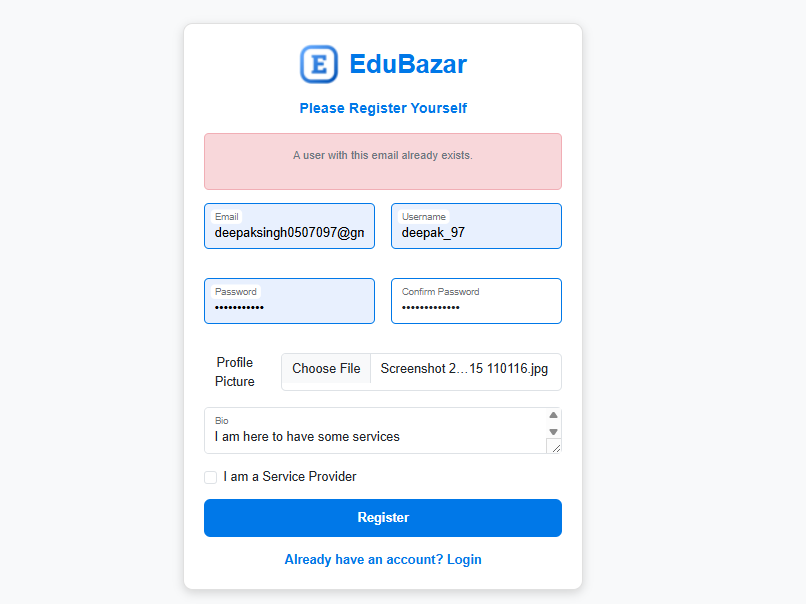 E EduBazar
Please Register Yourself
A user with this email already exists.
Email
deepaksingh0507097@gn
Username
deepak_97
Password
•••••••••••
Confirm Password
•••••••••••••
Profile
Picture
Choose File Screenshot 2...15 110116.jpg
Bio
I am here to have some services
I am a Service Provider
Register
Already have an account? Login